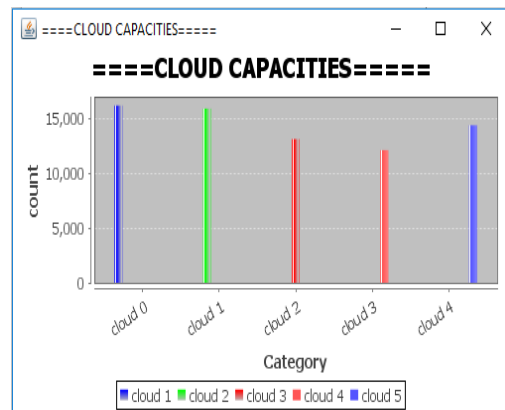 ====CLOUD CAPACITIES=====
====CLOUD CAPACITIES=====
15,000
10,000
5,000
0
count
cloud 0 cloud 1 cloud 2 cloud 3 cloud 4
Category
cloud 1 cloud 2 cloud 3 cloud 4 cloud 5